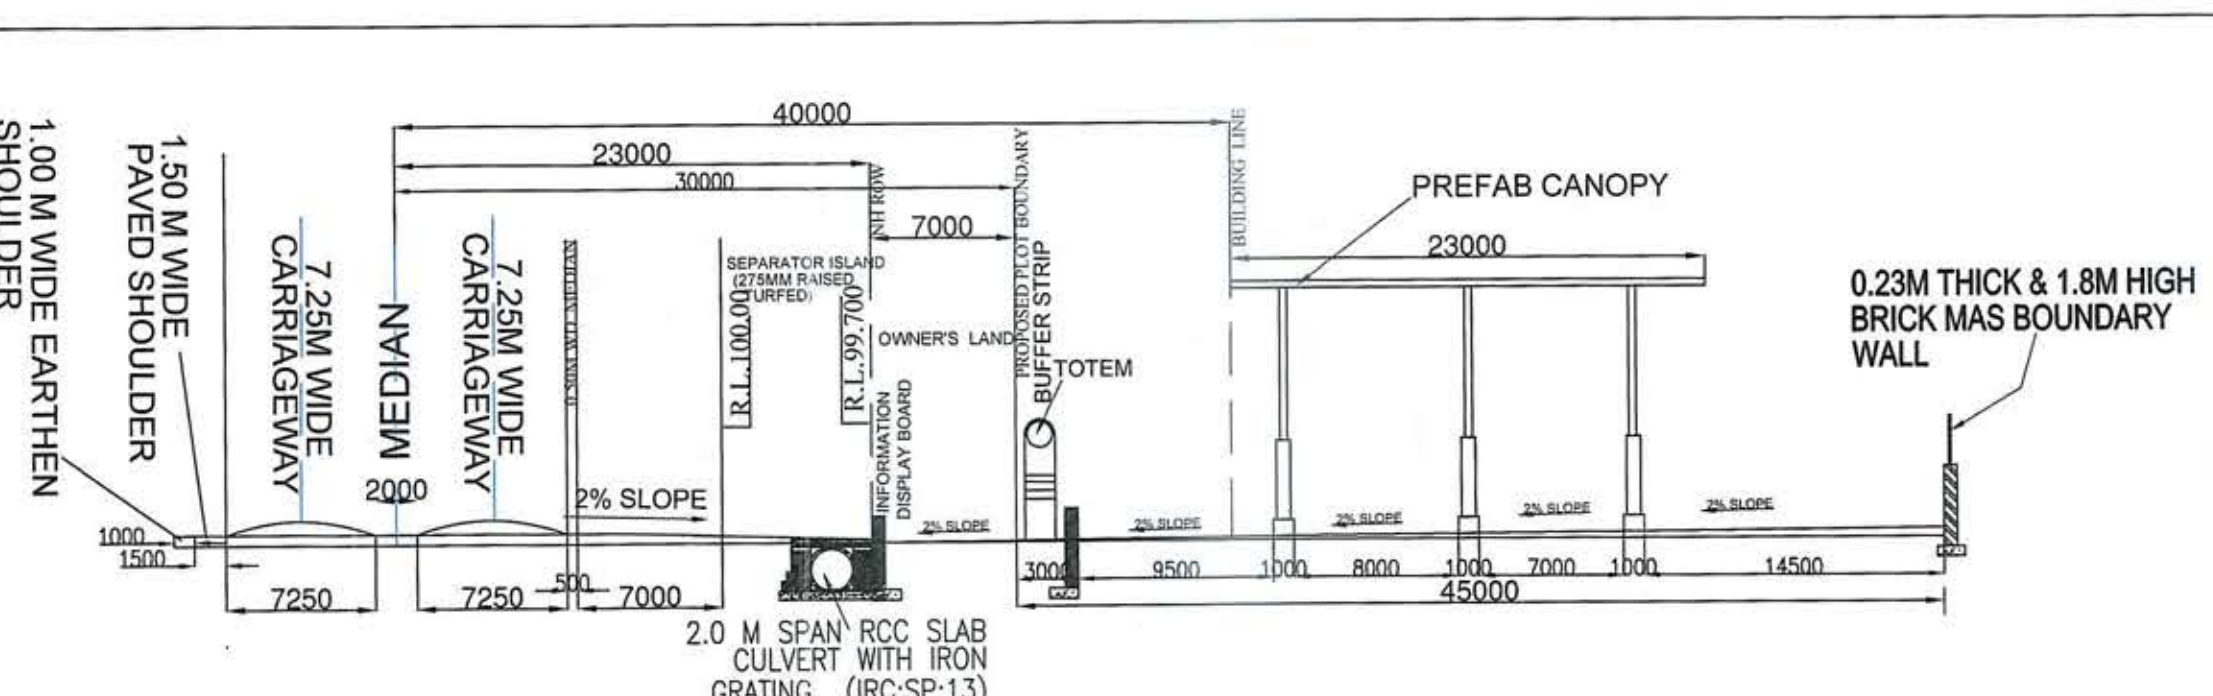 40000
23000
30000
7000
23000
NH ROW
PROPOSED PLOT BOUNDARY
BUILDING LINE
BUFFER STRIP
PREFAB CANOPY
TOTEM
0.23M THICK & 1.8M HIGH
BRICK MAS BOUNDARY
WALL
1.00 M WIDE EARTHEN
SHOULDER
1.50 M WIDE
PAVED SHOULDER
7.25M WIDE
CARRIAGEWAY
MEDIAN
2000
7.25M WIDE
CARRIAGEWAY
SEPARATOR ISLAND
(275MM RAISED
TURFED)
R.L.100.00
R.L.99.700
OWNER'S LAND
INFORMATION
DISPLAY BOARD
2% SLOPE
2% SLOPE
2% SLOPE
2% SLOPE
2% SLOPE
2% SLOPE
1000
1500
7250
7250
500
7000
3000
9500
1000
8000
1000
7000
1000
14500
45000
2.0 M SPAN RCC SLAB
CULVERT WITH IRON
GRATING (IRC:SP:13)